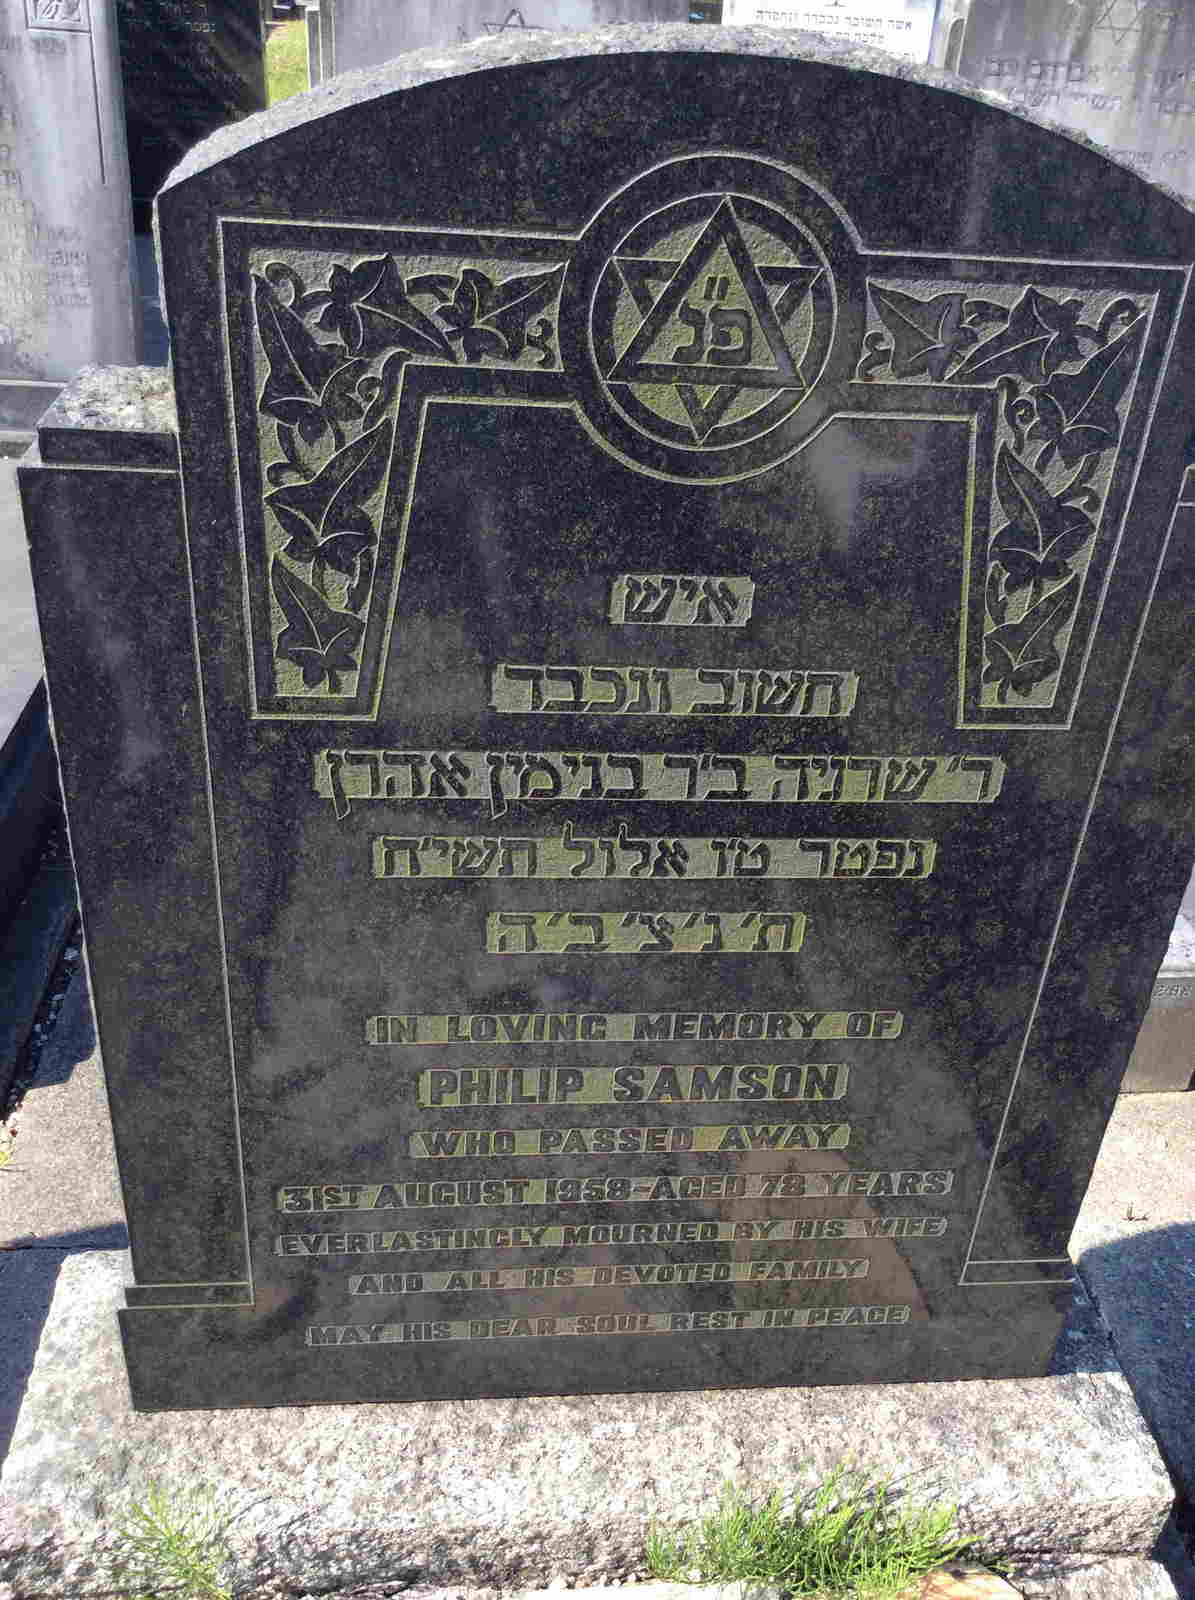 פ"נ
איש
חשוב ונכבד
ר' שרגיה ב"ר בנימין אהרן
נפטר ט"ו אלול תשי"ח
ת' נ' צ' ב' ה'
IN LOVING MEMORY OF
PHILIP SAMSON
WHO PASSED AWAY
31ST AUGUST 1958-AGED 78 YEARS
EVERLASTINGLY MOURNED BY HIS WIFE
AND ALL HIS DEVOTED FAMILY
MAY HIS DEAR SOUL REST IN PEACE